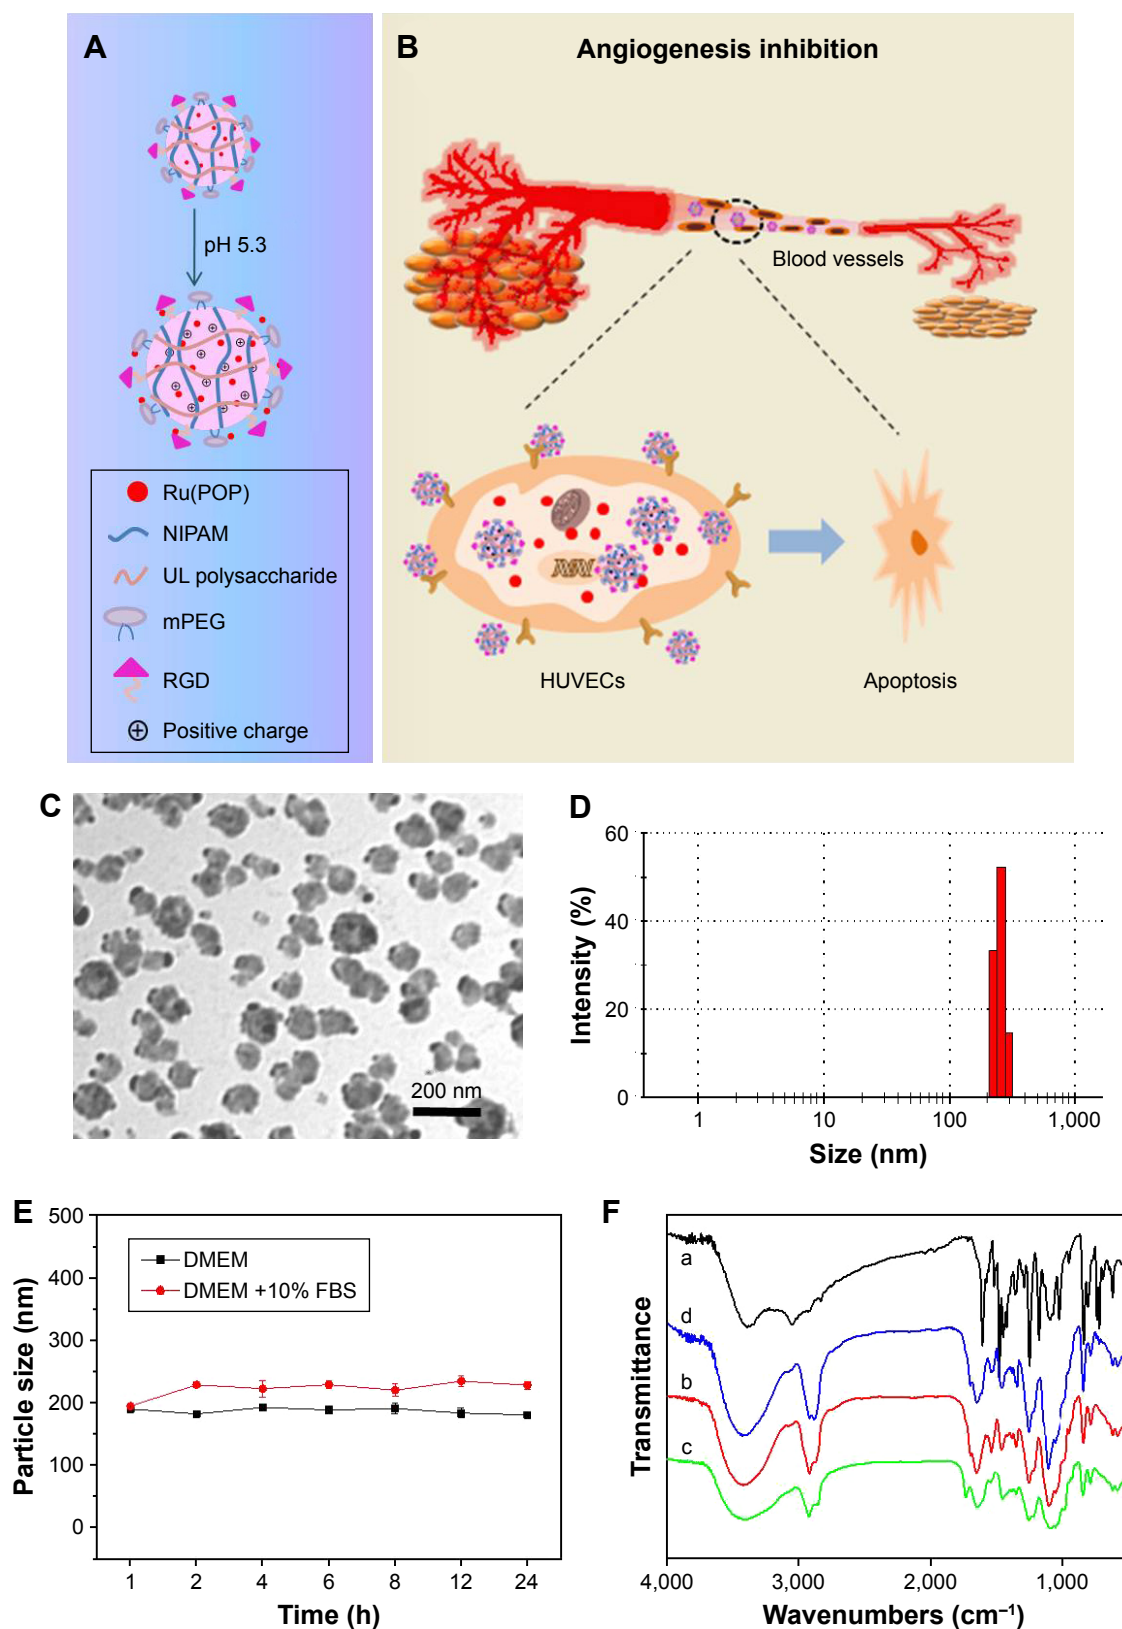 A
pH 5.3
Ru(POP)
NIPAM
UL polysaccharide
mPEG
RGD
Positive charge
B
Angiogenesis inhibition
Blood vessels
HUVECs
Apoptosis
C
200 nm
D
60
40
20
0
Intensity (%)
1
10
100
1,000
Size (nm)
E
500
400
300
200
100
0
Particle size (nm)
DMEM
DMEM +10% FBS
1
2
4
6
8
12
24
Time (h)
F
a
d
b
c
Transmittance
4,000
3,000
2,000
1,000
Wavenumbers (cm⁻¹)